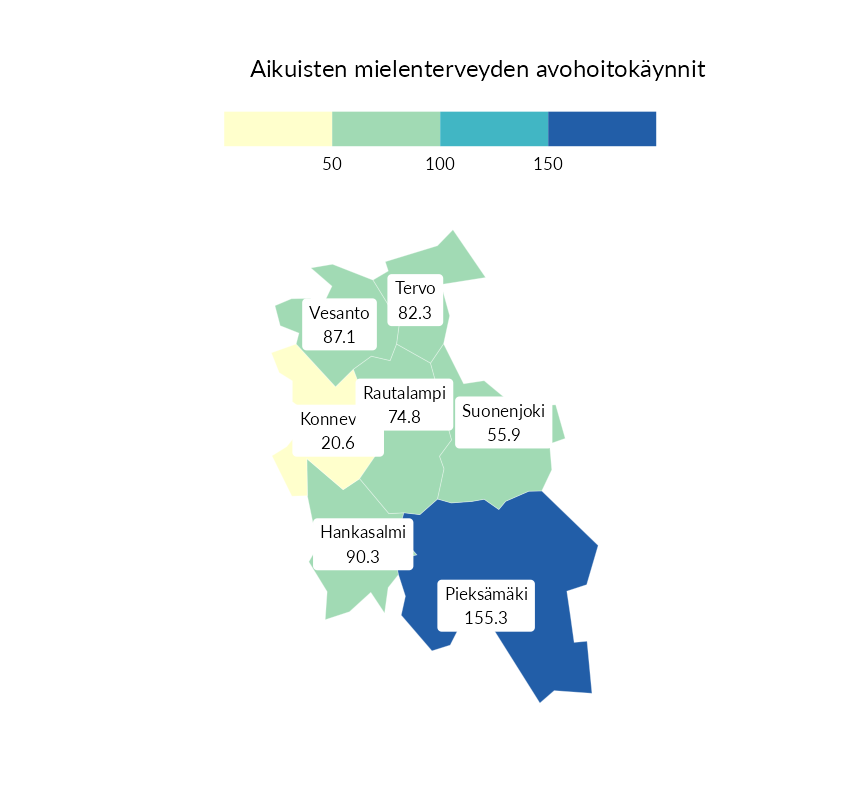 Aikuisten mielenterveyden avohoitokäynnit
50 100 150
Tervo
82.3
Vesanto
87.1
Rautalampi
74.8
Suonenjoki
55.9
Konnev
20.6
Hankasalmi
90.3
Pieksämäki
155.3